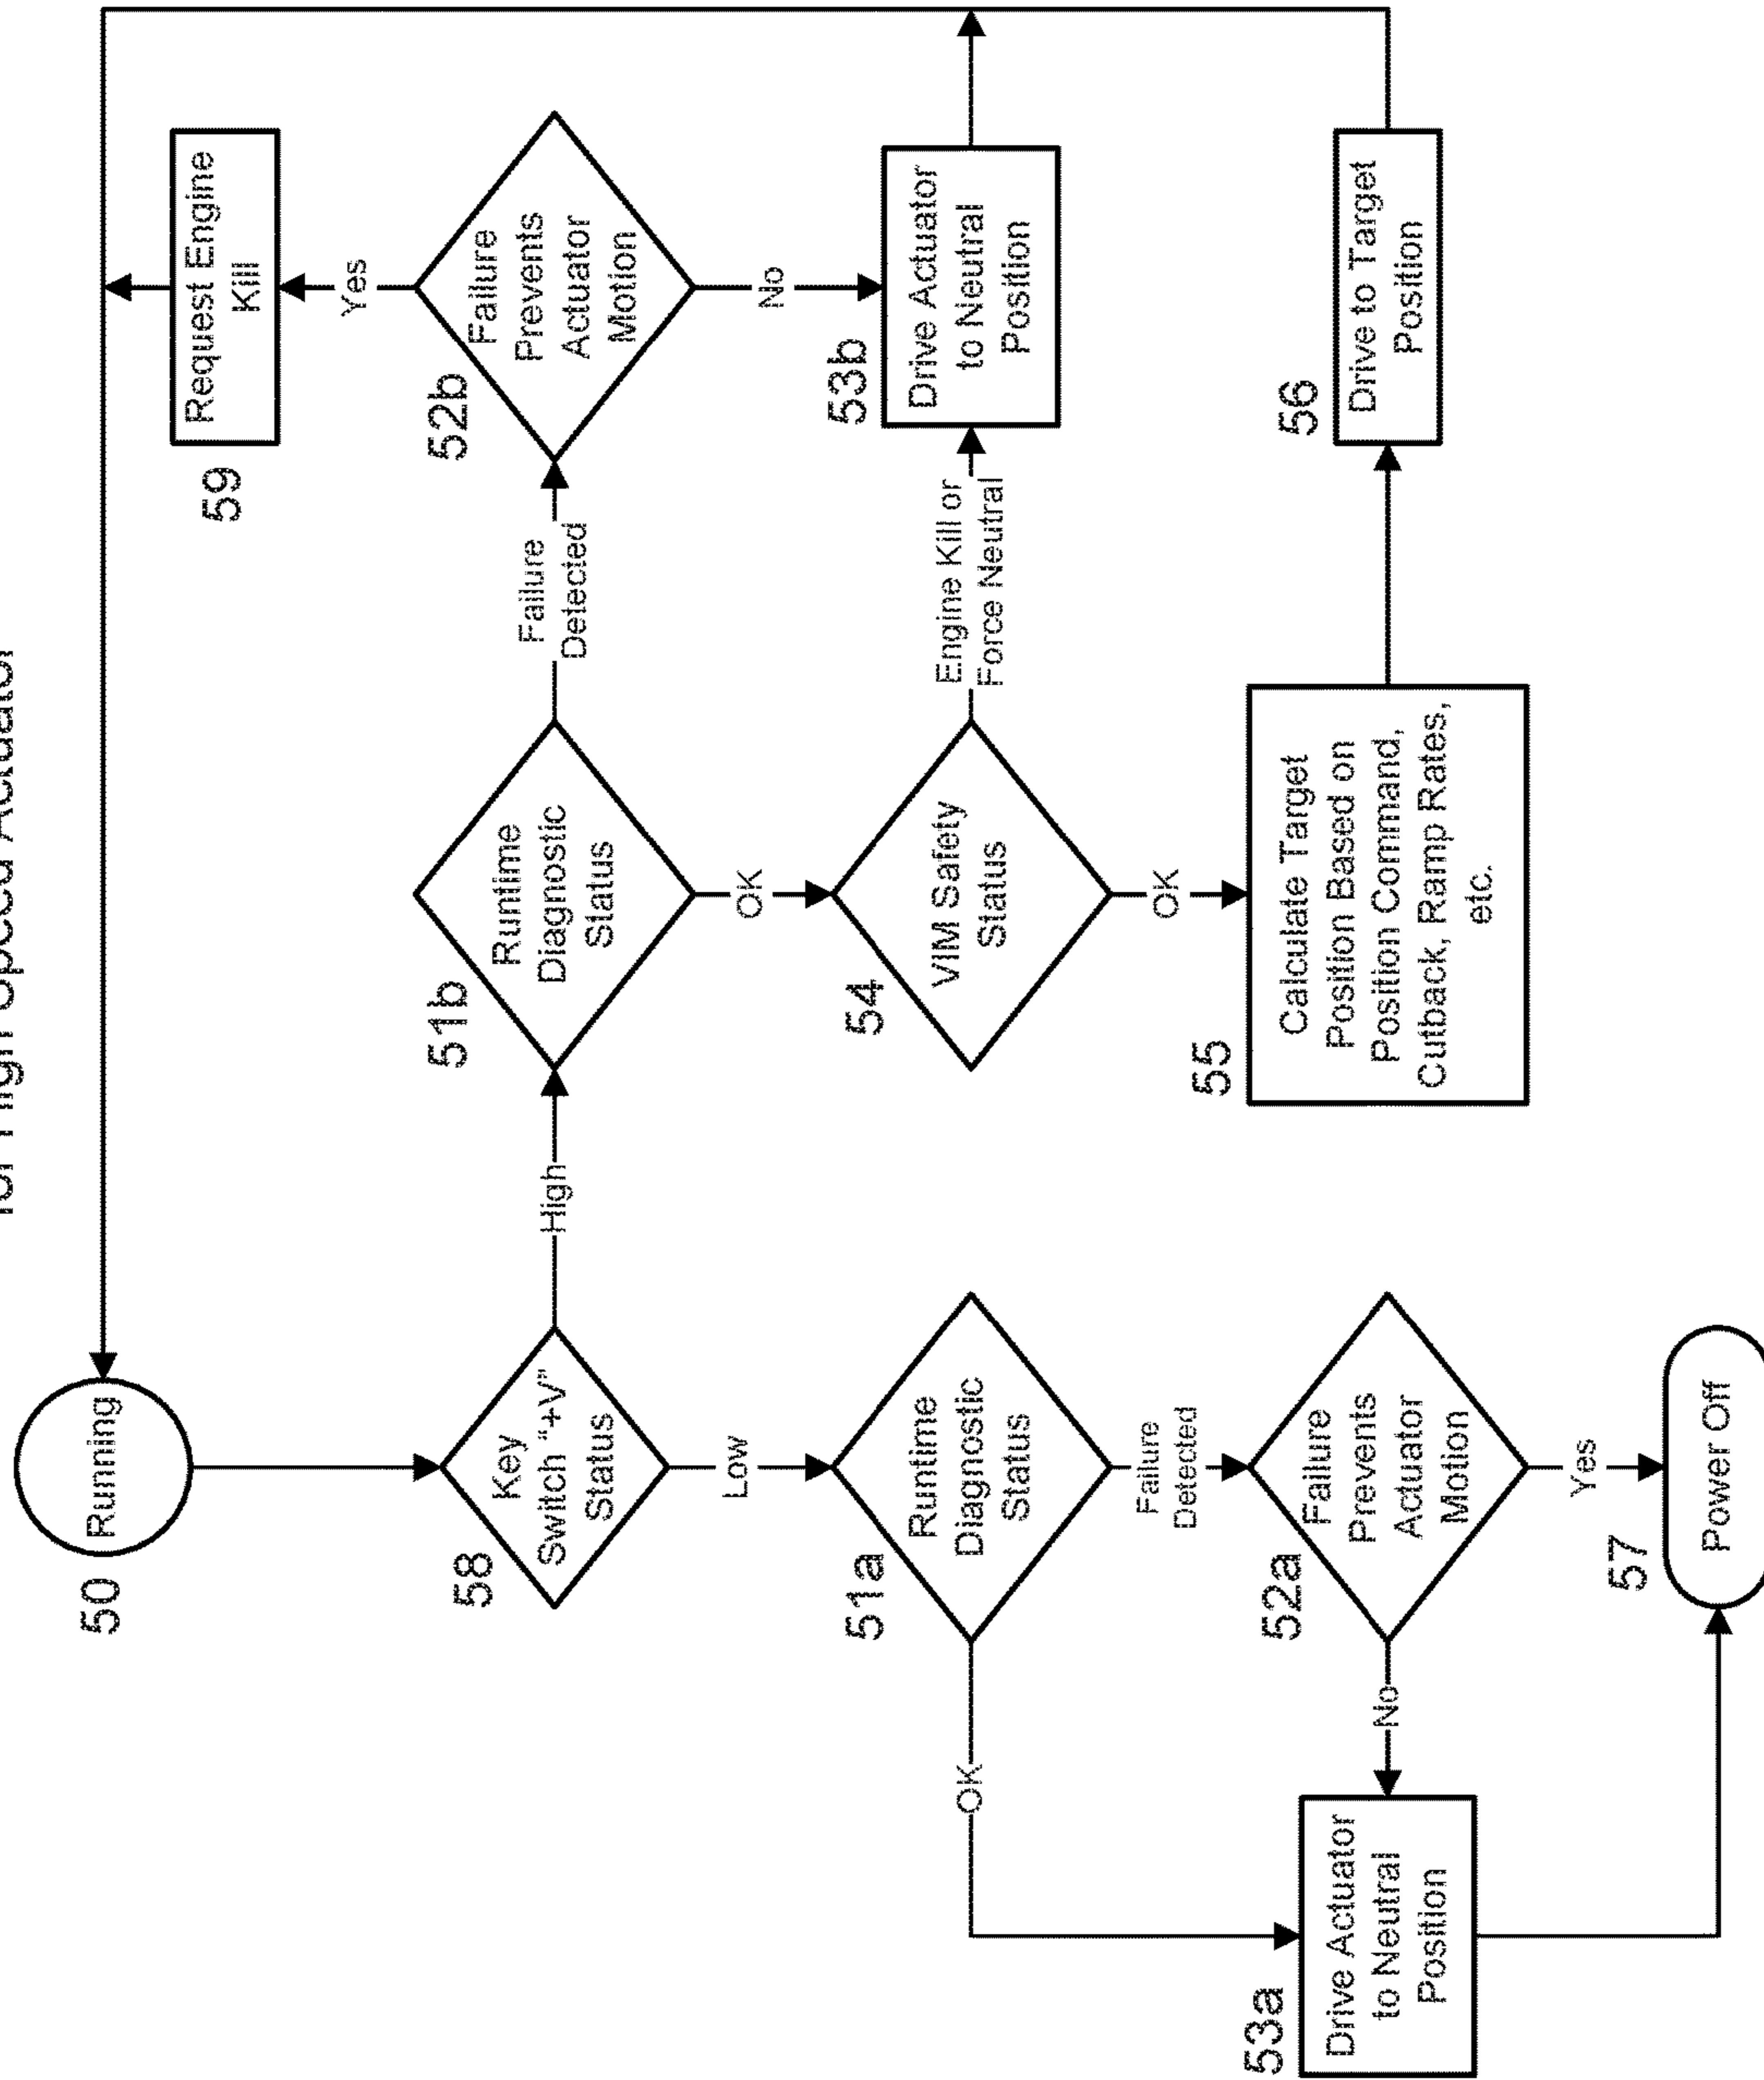 for High Speed Actuator
50
Running
59
Request Engine
Kill
Yes
58
Key
Switch "+V"
Status
High
51b
Runtime
Diagnostic
Status
Failure
Detected
52b
Failure
Prevents
Actuator
Motion
Low
OK
No
51a
Runtime
Diagnostic
Status
54
VIM Safety
Status
Engine Kill or
Force Neutral
53b
Drive Actuator
to Neutral
Position
OK
Failure
Detected
OK
53a
Drive Actuator
to Neutral
Position
No
52a
Failure
Prevents
Actuator
Motion
55
Calculate Target
Position Based on
Position Command,
Cutback, Ramp Rates,
etc.
56
Drive to Target
Position
Yes
57
Power Off